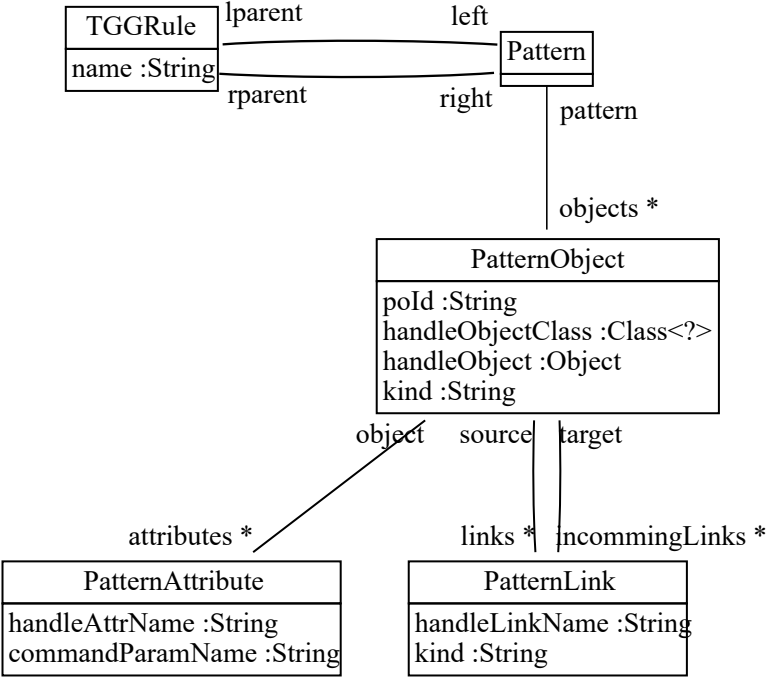 lparent
left
TGGRule
name :String
Pattern
rparent
right
pattern
objects *
PatternObject
poId :String
handleObjectClass :Class<?>
handleObject :Object
kind :String
object
source
target
attributes *
links *
incommingLinks *
PatternAttribute
handleAttrName :String
commandParamName :String
PatternLink
handleLinkName :String
kind :String